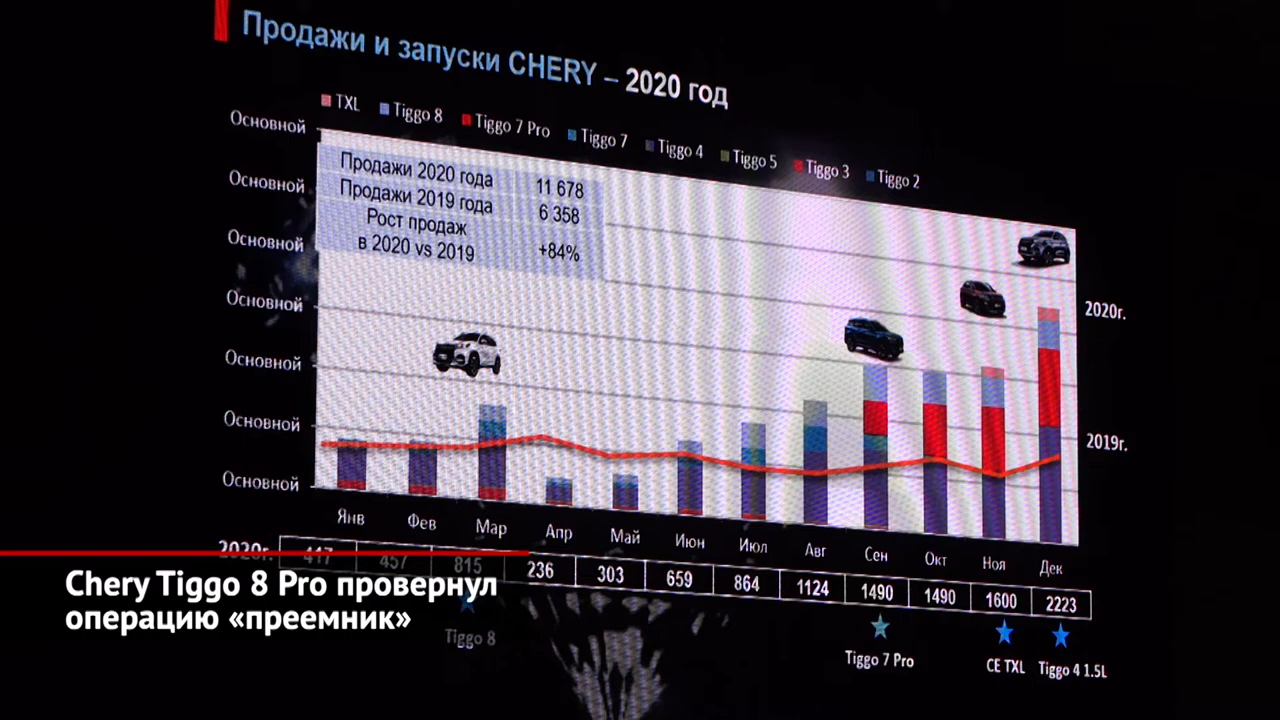 Продажи и запуски CHERY – 2020 год
TXL Tiggo 8 Tiggo 7 Pro Tiggo 7 Tiggo 4 Tiggo 5 Tiggo 3 Tiggo 2
Основной
Основной
Основной
Основной
Основной
Основной
Основной
Продажи 2020 года 11 678
Продажи 2019 года 6 358
Рост продаж
в 2020 vs 2019 +84%
2020г.
2019г.
Янв Фев Мар Апр Май Июн Июл Авг Сен Окт Ноя Дек
2020г. 417 457 815 236 303 659 864 1124 1490 1490 1600 2223
Tiggo 8 Tiggo 7 Pro CE TXL Tiggo 4 1.5L
Chery Tiggo 8 Pro провернул
операцию «преемник»